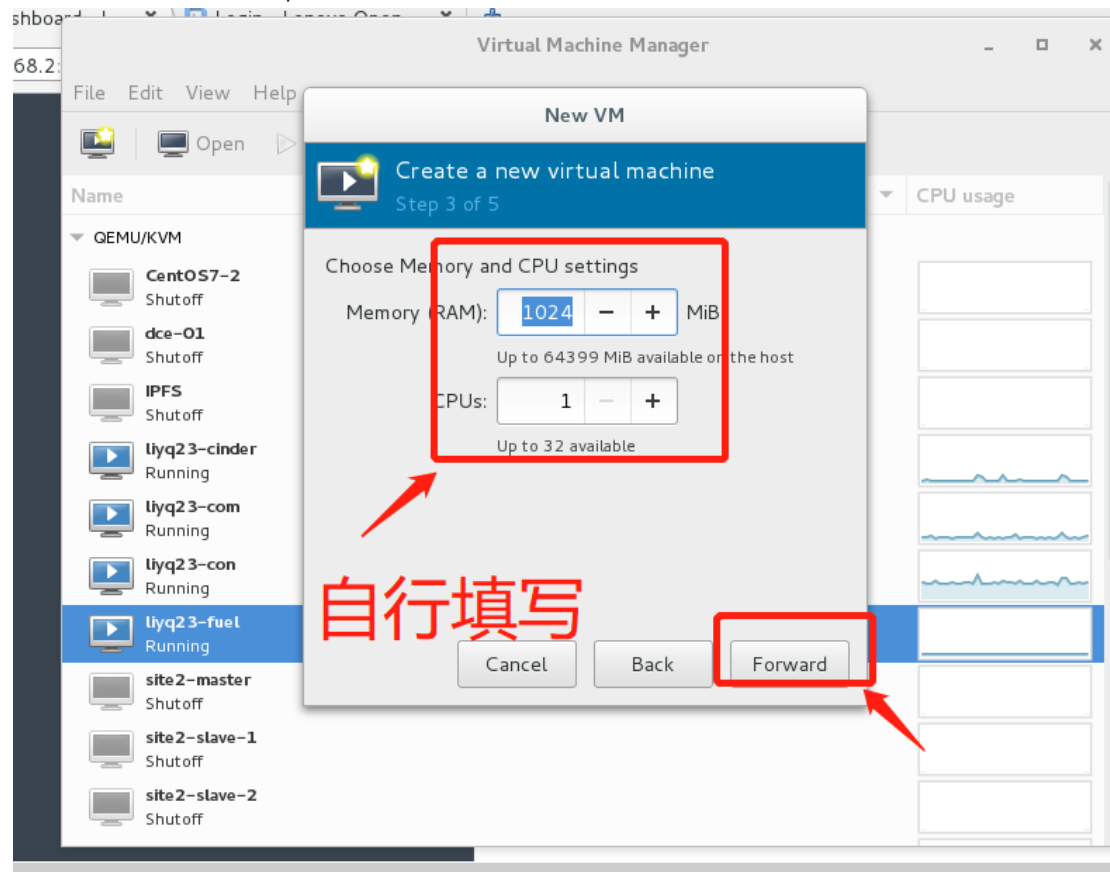 Login - Lenovo Open
68.2:
Virtual Machine Manager
File Edit View Help
Open
New VM
Create a new virtual machine
Step 3 of 5
Name
CPU usage
QEMU/KVM
Choose Memory and CPU settings
Memory (RAM): 1024 MiB
Up to 64399 MiB available on the host
CPUs: 1
Up to 32 available
CentOS7-2
Shutoff
dce-01
Shutoff
IPFS
Shutoff
liyq23-cinder
Running
liyq23-com
Running
liyq23-con
Running
liyq23-fuel
Running
site2-master
Shutoff
site2-slave-1
Shutoff
site2-slave-2
Shutoff
自行填写
Cancel Back Forward